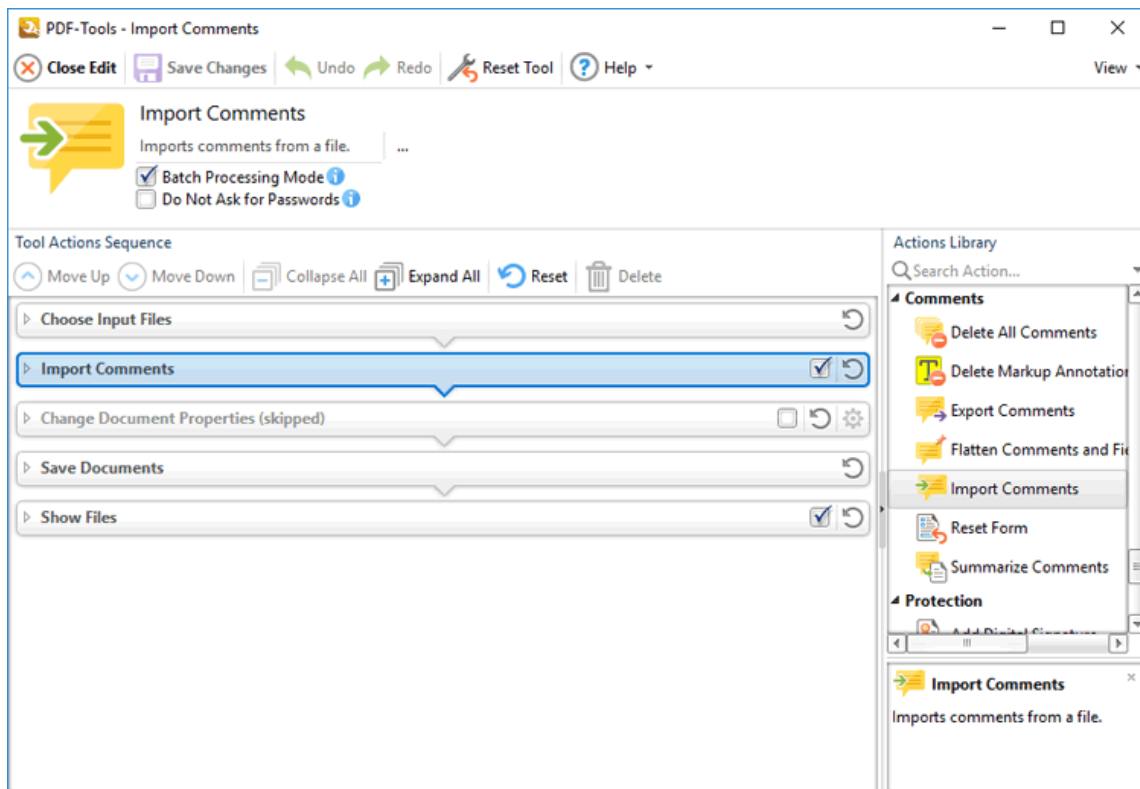 PDF-Tools - Import Comments
Close Edit Save Changes Undo Redo Reset Tool Help View
Import Comments
Imports comments from a file. ...
Batch Processing Mode
Do Not Ask for Passwords
Tool Actions Sequence
Move Up Move Down Collapse All Expand All Reset Delete
Choose Input Files
Import Comments
Change Document Properties (skipped)
Save Documents
Show Files
Actions Library
Search Action...
Comments
Delete All Comments
Delete Markup Annotation
Export Comments
Flatten Comments and Fie
Import Comments
Reset Form
Summarize Comments
Protection
Add Digital Signature
Import Comments
Imports comments from a file.